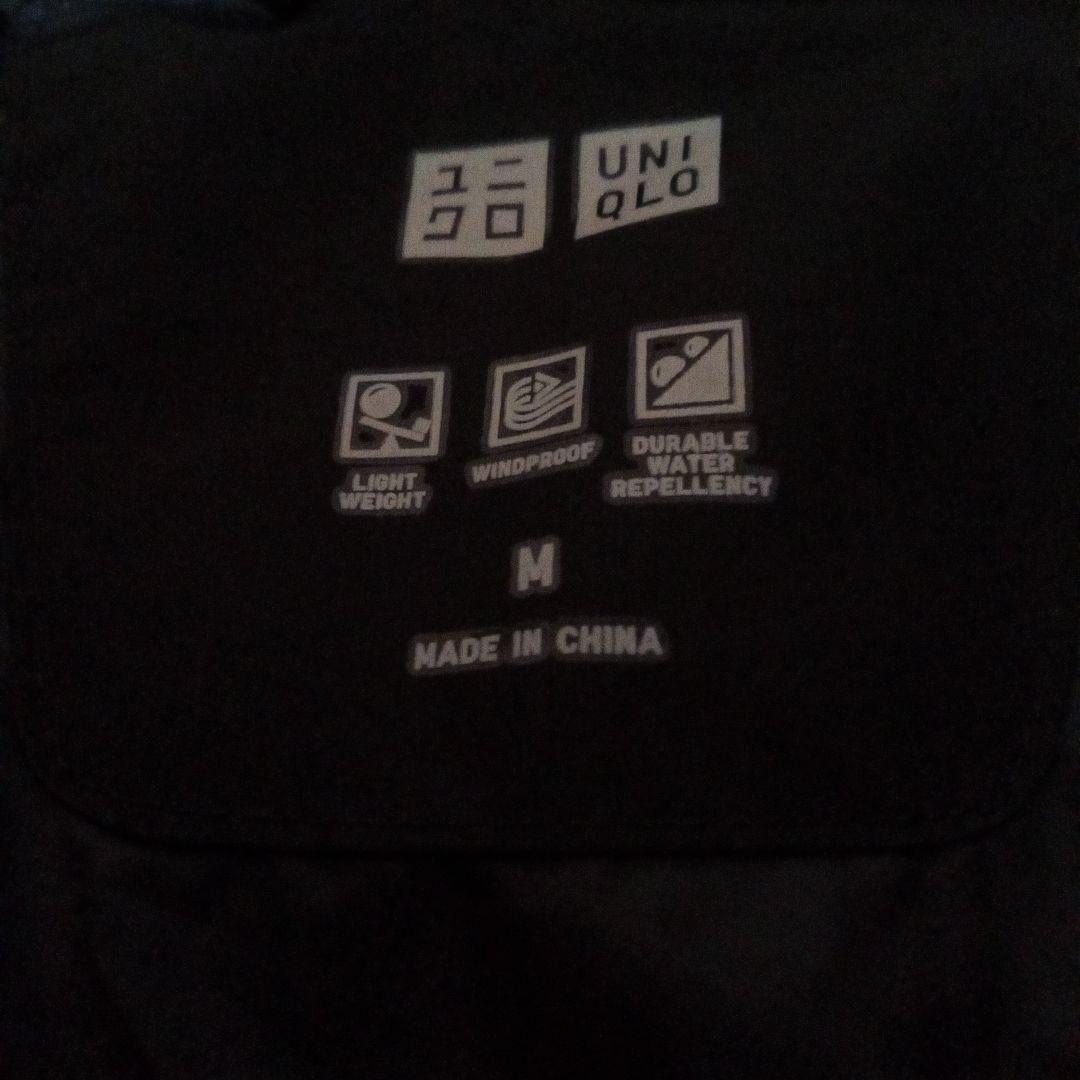 ユニ
クロ
UNI
QLO
LIGHT
WEIGHT
WINDPROOF
DURABLE
WATER
REPELLENCY
M
MADE IN CHINA